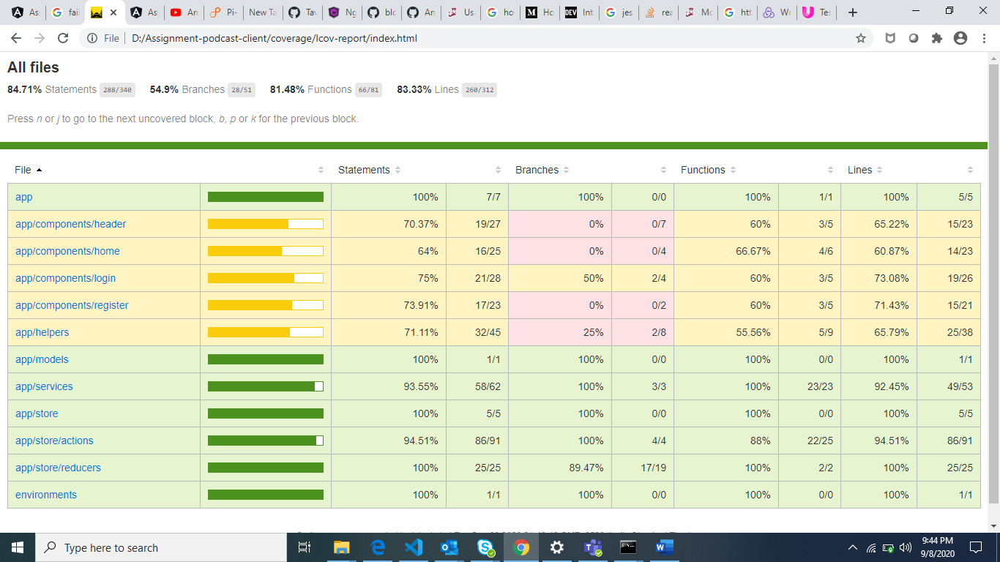 As
fail
As
An
Pi-
New Ta
Tav
Ng
blo
An
Us
ho
Ho
Int
jes
rea
Mo
htt
Wr
Tes
File D:/Assignment-podcast-client/coverage/lcov-report/index.html
All files
84.71% Statements 288/340 54.9% Branches 28/51 81.48% Functions 66/81 83.33% Lines 260/312
Press n or j to go to the next uncovered block, b, p or k for the previous block.
File Statements Branches Functions Lines
app 100% 7/7 100% 0/0 100% 1/1 100% 5/5
app/components/header 70.37% 19/27 0% 0/7 60% 3/5 65.22% 15/23
app/components/home 64% 16/25 0% 0/4 66.67% 4/6 60.87% 14/23
app/components/login 75% 21/28 50% 2/4 60% 3/5 73.08% 19/26
app/components/register 73.91% 17/23 0% 0/2 60% 3/5 71.43% 15/21
app/helpers 71.11% 32/45 25% 2/8 55.56% 5/9 65.79% 25/38
app/models 100% 1/1 100% 0/0 100% 0/0 100% 1/1
app/services 93.55% 58/62 100% 3/3 100% 23/23 92.45% 49/53
app/store 100% 5/5 100% 0/0 100% 0/0 100% 5/5
app/store/actions 94.51% 86/91 100% 4/4 88% 22/25 94.51% 86/91
app/store/reducers 100% 25/25 89.47% 17/19 100% 2/2 100% 25/25
environments 100% 1/1 100% 0/0 100% 0/0 100% 1/1
Type here to search
9:44 PM
9/8/2020